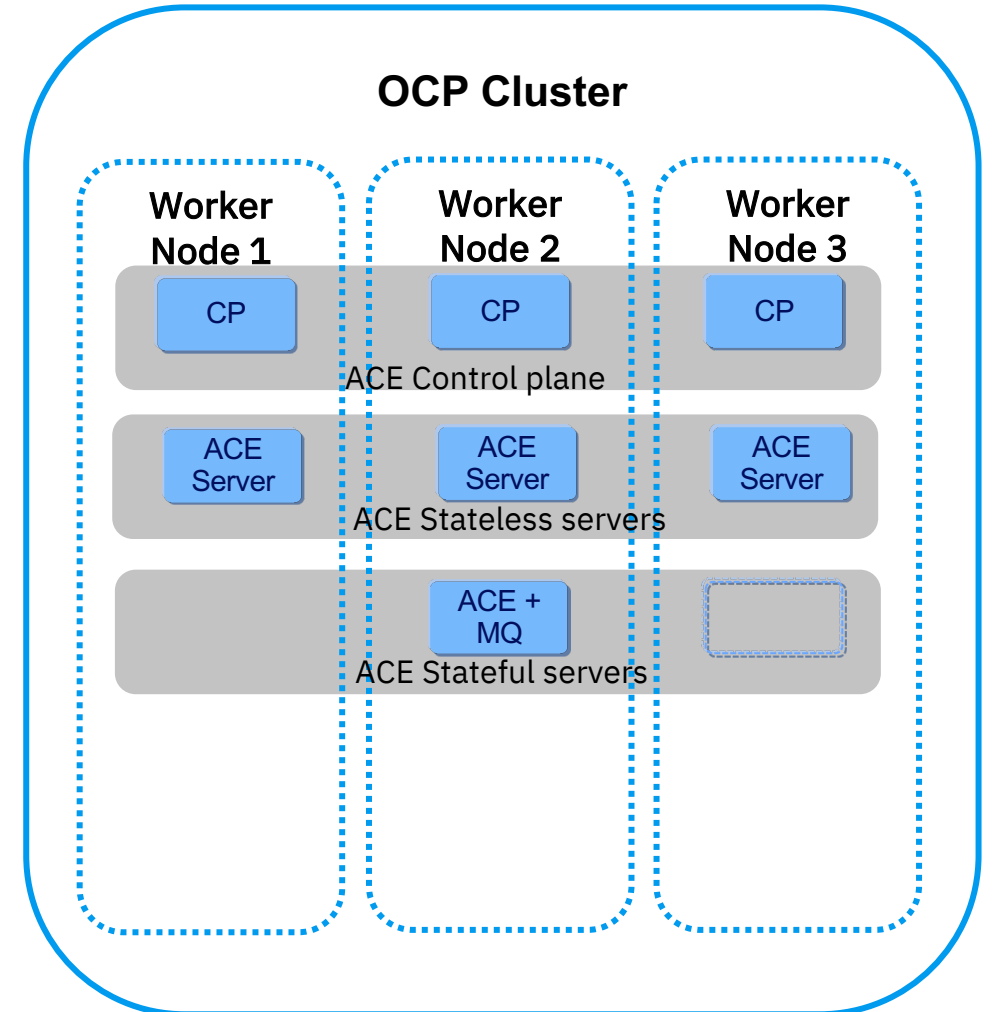 OCP Cluster
Worker
Node 1
Worker
Node 2
Worker
Node 3
CP
CP
CP
ACE Control plane
ACE
Server
ACE
Server
ACE
Server
ACE Stateless servers
ACE +
MQ
ACE Stateful servers